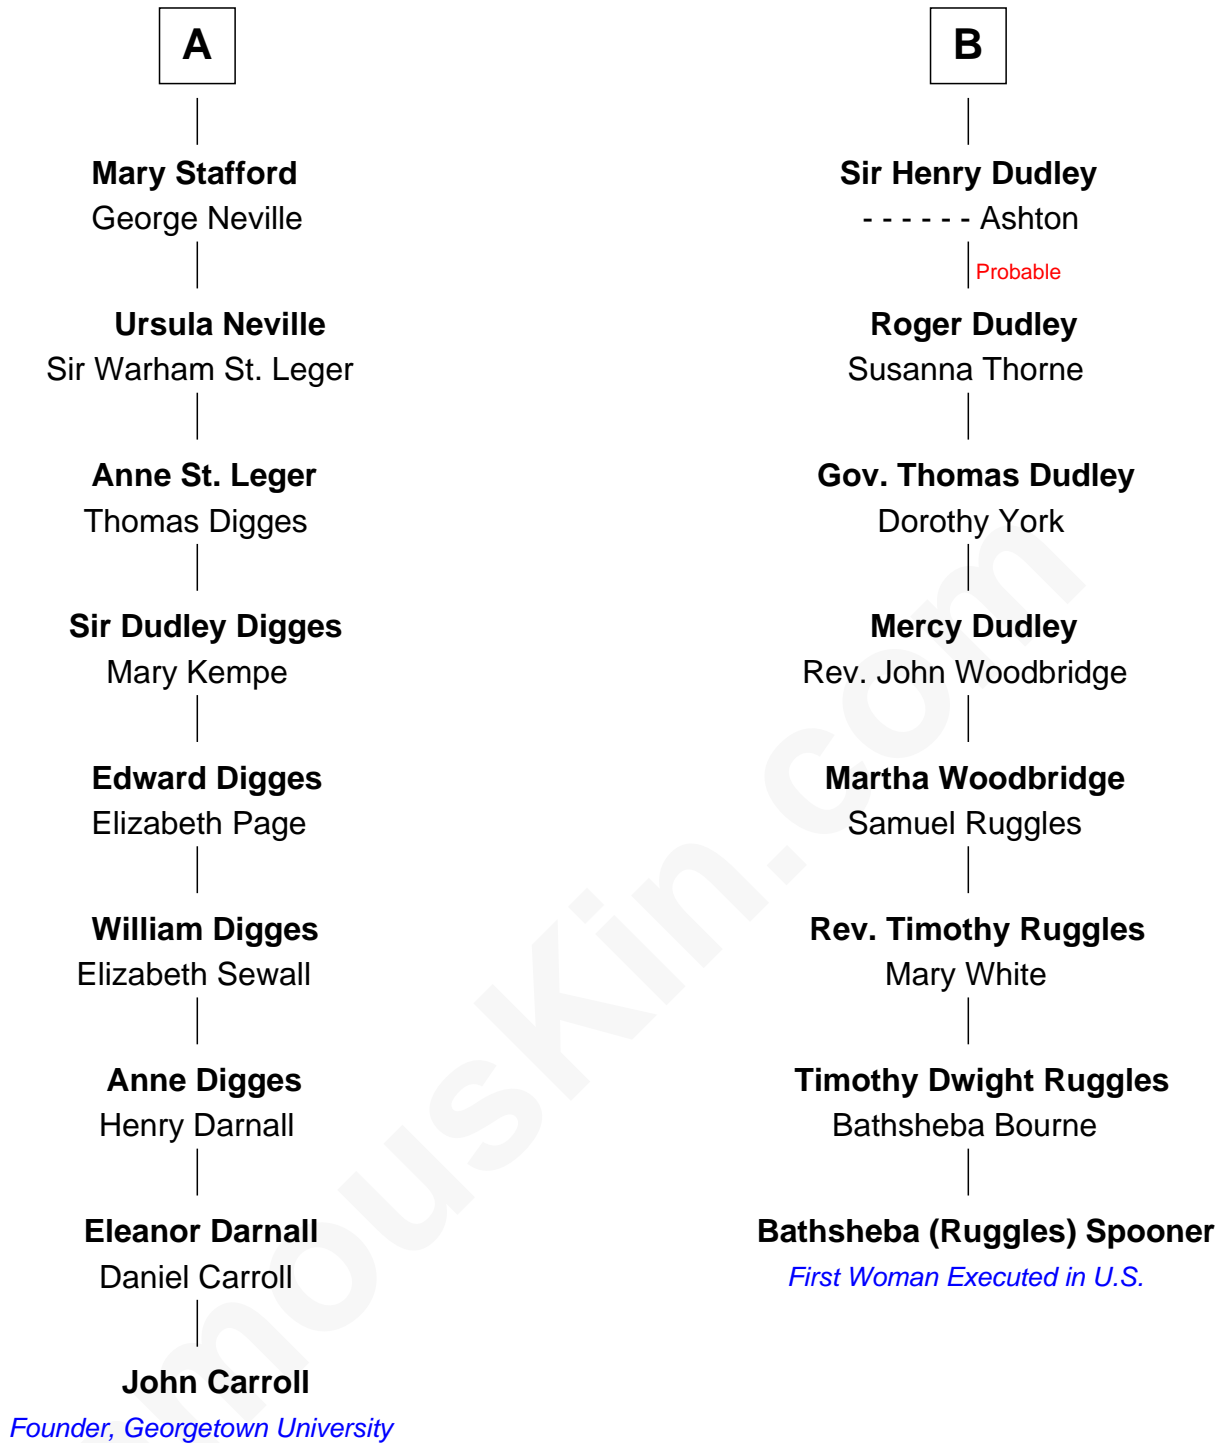 A
Mary Stafford
George Neville
Ursula Neville
Sir Warham St. Leger
Anne St. Leger
Thomas Digges
Sir Dudley Digges
Mary Kempe
Edward Digges
Elizabeth Page
William Digges
Elizabeth Sewall
Anne Digges
Henry Darnall
Eleanor Darnall
Daniel Carroll
John Carroll
Founder, Georgetown University
B
Sir Henry Dudley
- - - - - - Ashton
Probable
Roger Dudley
Susanna Thorne
Gov. Thomas Dudley
Dorothy York
Mercy Dudley
Rev. John Woodbridge
Martha Woodbridge
Samuel Ruggles
Rev. Timothy Ruggles
Mary White
Timothy Dwight Ruggles
Bathsheba Bourne
Bathsheba (Ruggles) Spooner
First Woman Executed in U.S.
mousKin.com